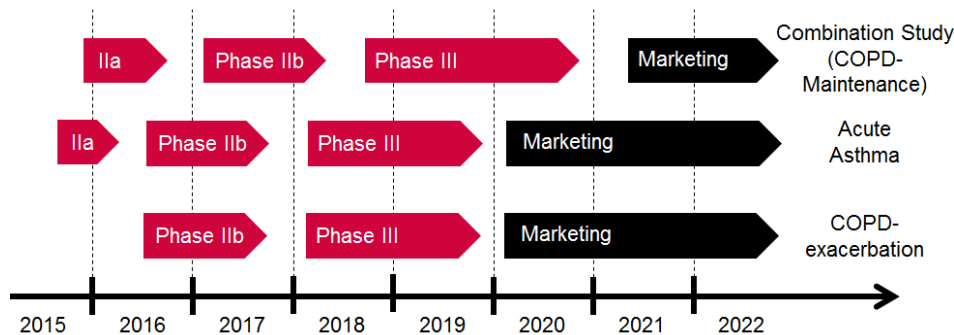 IIa
Phase IIb
Phase III
Marketing
Combination Study
(COPD-
Maintenance)
IIa
Phase IIb
Phase III
Marketing
Acute
Asthma
Phase IIb
Phase III
Marketing
COPD-
exacerbation
2015 2016 2017 2018 2019 2020 2021 2022